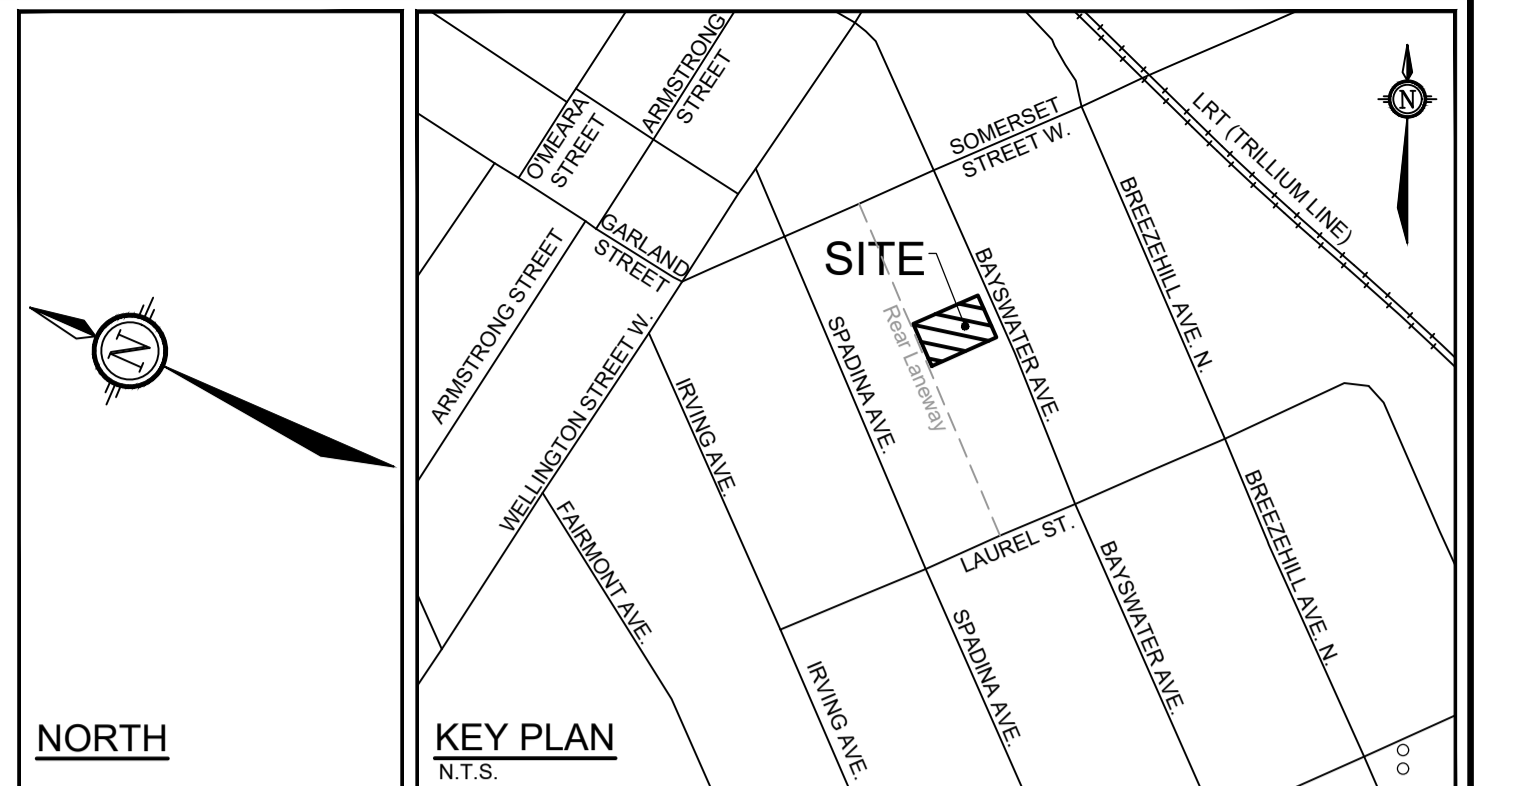 ARMSTRONG
STREET
O'MEARA
STREET
SOMERSET
STREET W.
LRT (TRILLIUM LINE)
N
BREEZEHILL AVE. N.
GARLAND
STREET
SITE
BAYSWATER AVE.
ARMSTRONG STREET
WELLINGTON STREET W.
SPADINA AVE.
Rear Laneway
N
IRVING AVE.
FAIRMONT AVE.
LAUREL ST.
BREEZEHILL AVE. N.
BAYSWATER AVE.
SPADINA AVE.
IRVING AVE.
NORTH
KEY PLAN
N.T.S.